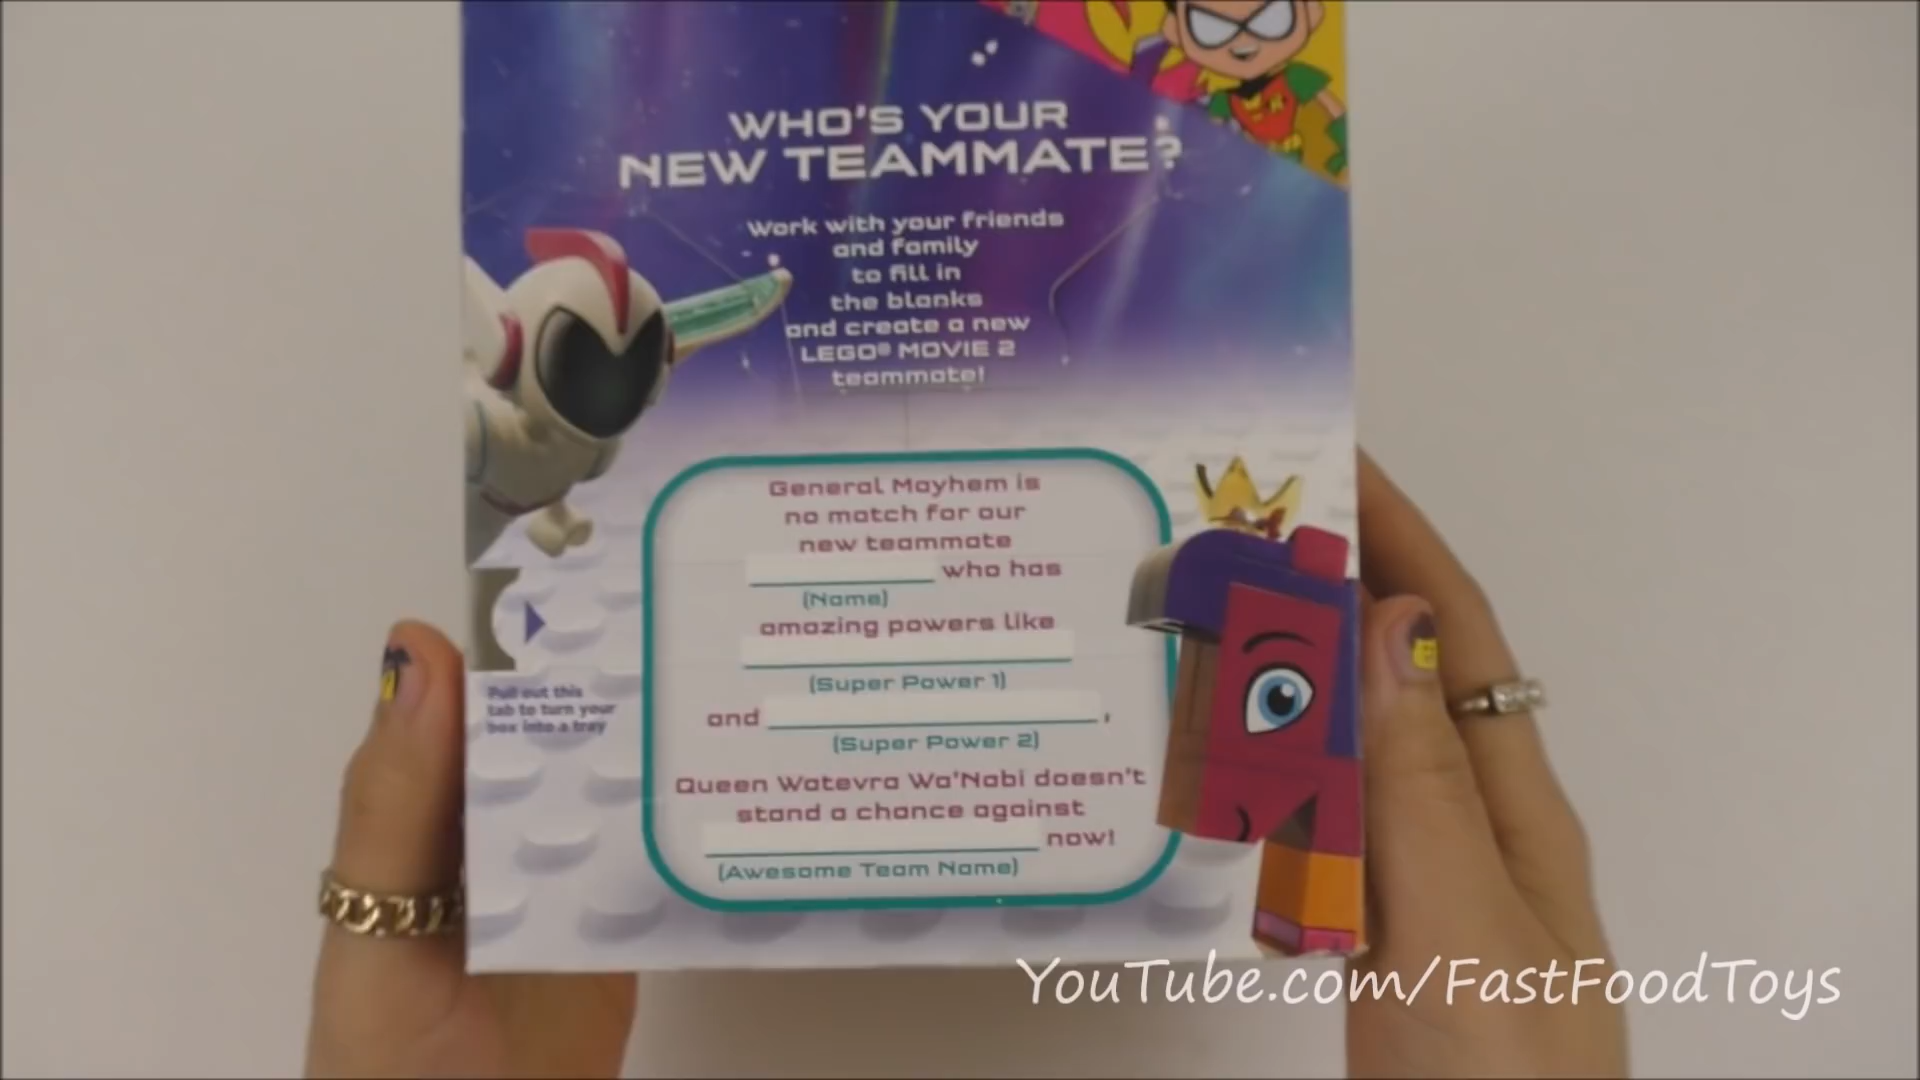 WHO'S YOUR
NEW TEAMMATE?
Work with your friends
and family
to fill in
the blanks
and create a new
LEGO® MOVIE 2
teammate!
General Mayhem is
no match for our
new teammate
who has
(Name)
amazing powers like
(Super Power 1)
and ,
(Super Power 2)
Queen Watevra Wa'Nabi doesn't
stand a chance against
now!
(Awesome Team Name)
Pull out this
tab to turn your
box into a tray
YouTube.com/FastFoodToys